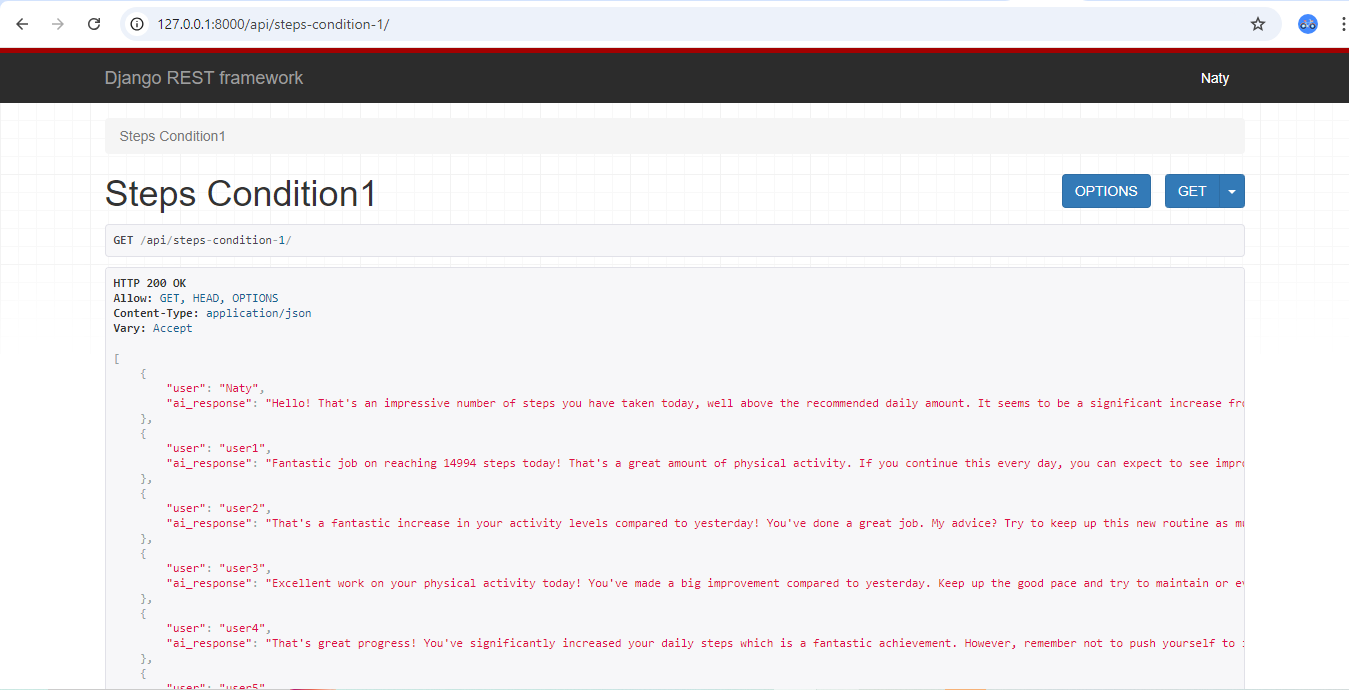 127.0.0.1:8000/api/steps-condition-1/
Django REST framework
Naty
Steps Condition1
Steps Condition1
OPTIONS
GET
GET /api/steps-condition-1/
HTTP 200 OK
Allow: GET, HEAD, OPTIONS
Content-Type: application/json
Vary: Accept
[
{
"user": "Naty",
"ai_response": "Hello! That's an impressive number of steps you have taken today, well above the recommended daily amount. It seems to be a significant increase fr
},
{
"user": "user1",
"ai_response": "Fantastic job on reaching 14994 steps today! That's a great amount of physical activity. If you continue this every day, you can expect to see impr
},
{
"user": "user2",
"ai_response": "That's a fantastic increase in your activity levels compared to yesterday! You've done a great job. My advice? Try to keep up this new routine as
},
{
"user": "user3",
"ai_response": "Excellent work on your physical activity today! You've made a big improvement compared to yesterday. Keep up the good pace and try to maintain or
},
{
"user": "user4",
"ai_response": "That's great progress! You've significantly increased your daily steps which is a fantastic achievement. However, remember not to push yourself to
},
{
"user": "user5"